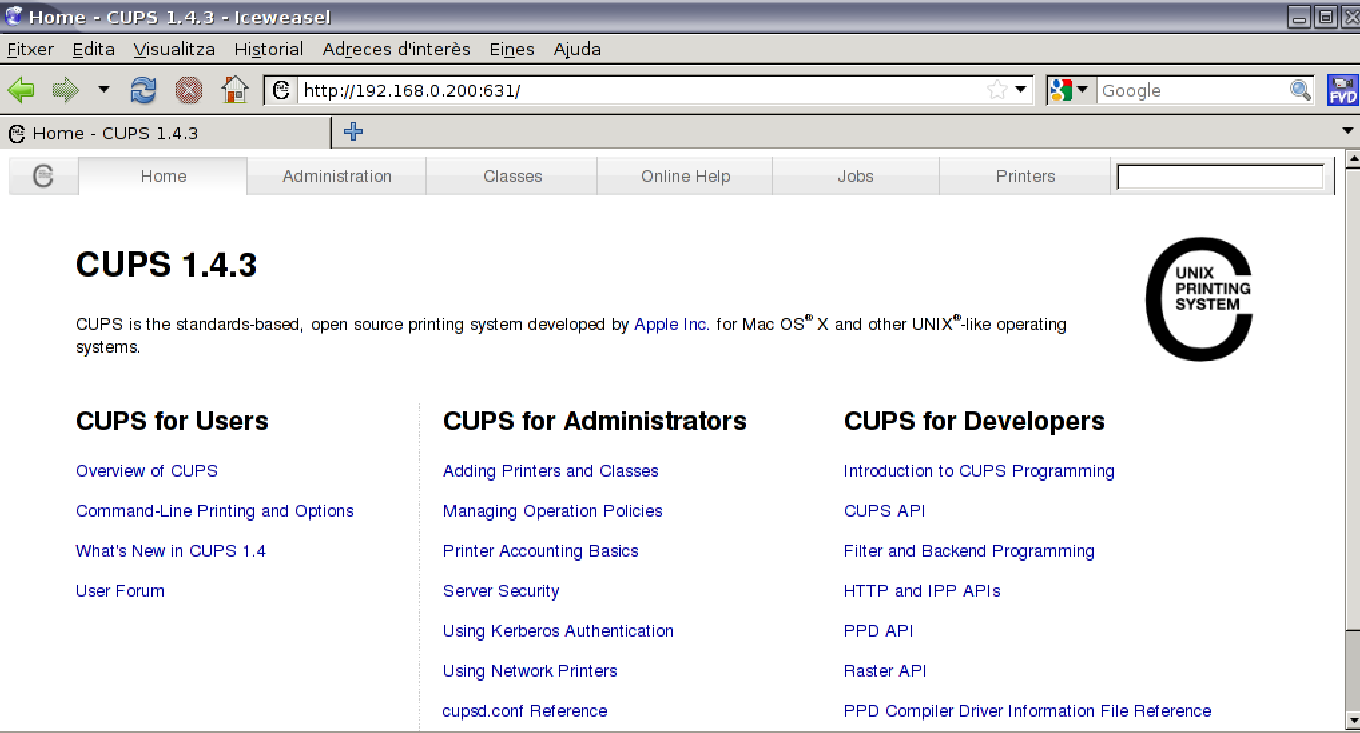 Home - CUPS 1.4.3 - Iceweasel
Fitxer Edita Visualitza Historial Adreces d'interès Eines Ajuda
http://192.168.0.200:631/ Google FVD
Home - CUPS 1.4.3
Home Administration Classes Online Help Jobs Printers
CUPS 1.4.3
UNIX
PRINTING
SYSTEM
CUPS is the standards-based, open source printing system developed by Apple Inc. for Mac OS® X and other UNIX®-like operating
systems.
CUPS for Users
Overview of CUPS
Command-Line Printing and Options
What's New in CUPS 1.4
User Forum
CUPS for Administrators
Adding Printers and Classes
Managing Operation Policies
Printer Accounting Basics
Server Security
Using Kerberos Authentication
Using Network Printers
cupsd.conf Reference
CUPS for Developers
Introduction to CUPS Programming
CUPS API
Filter and Backend Programming
HTTP and IPP APIs
PPD API
Raster API
PPD Compiler Driver Information File Reference